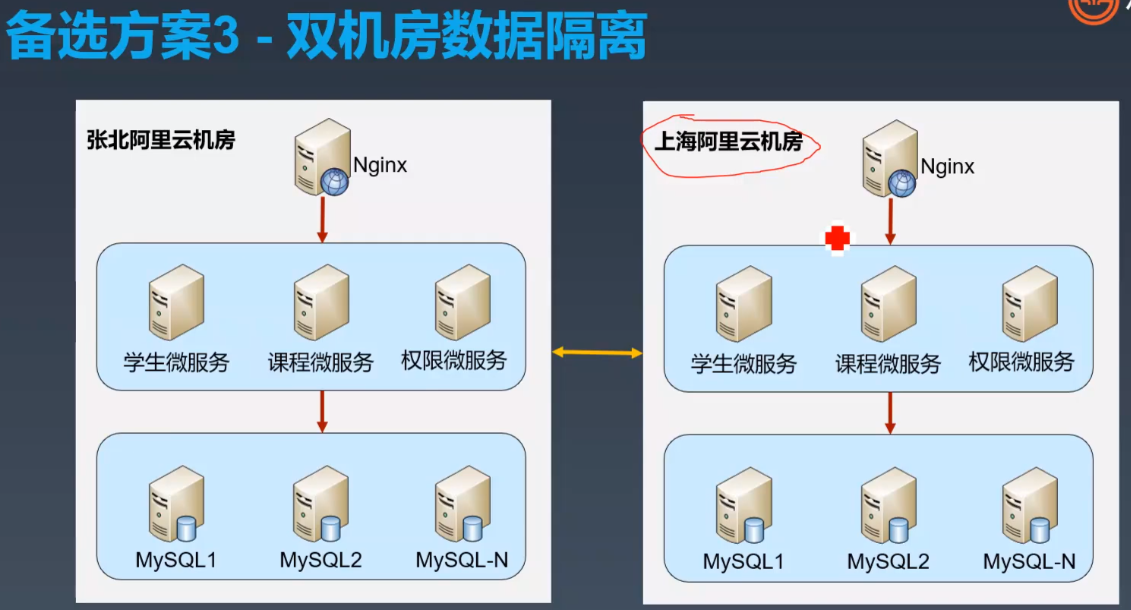 备选方案3 - 双机房数据隔离
张北阿里云机房
Nginx
学生微服务
课程微服务
权限微服务
MySQL1
MySQL2
MySQL-N
上海阿里云机房
Nginx
学生微服务
课程微服务
权限微服务
MySQL1
MySQL2
MySQL-N